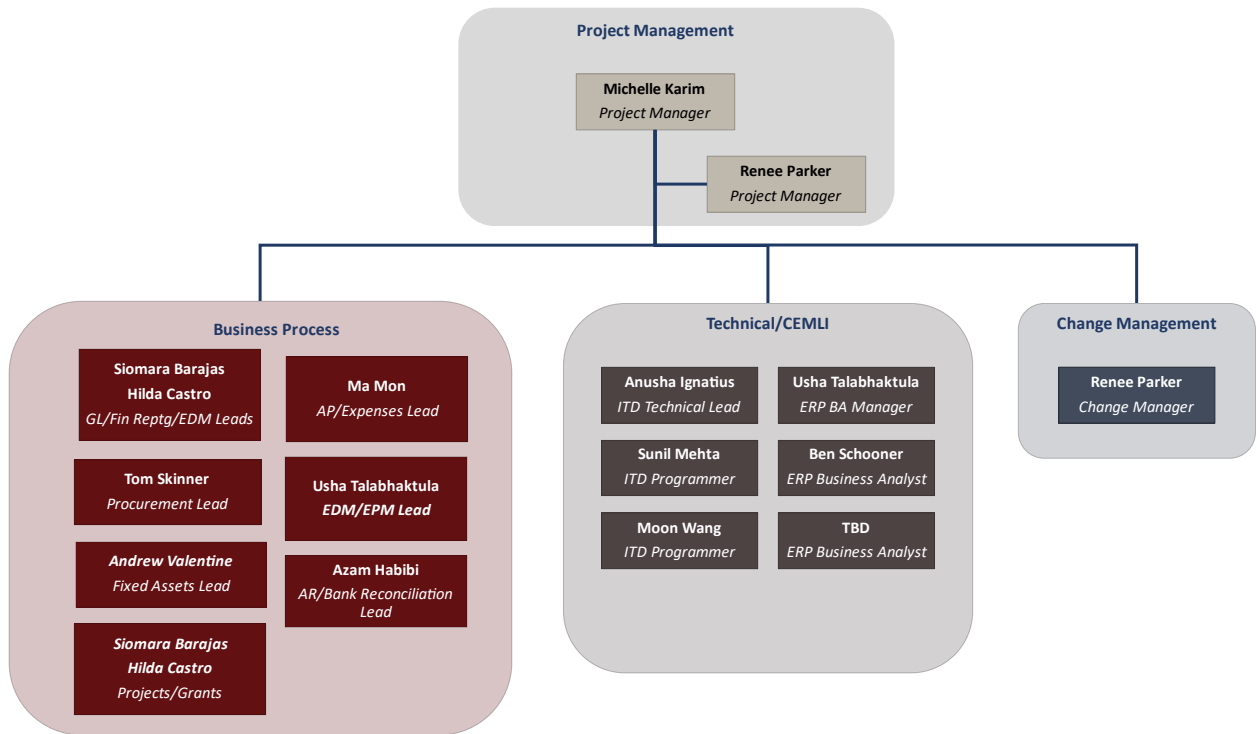 Project Management
Michelle Karim
Project Manager
Renee Parker
Project Manager
Business Process
Siomara Barajas
Hilda Castro
GL/Fin Reptg/EDM Leads
Ma Mon
AP/Expenses Lead
Tom Skinner
Procurement Lead
Usha Talabhaktula
EDM/EPM Lead
Andrew Valentine
Fixed Assets Lead
Azam Habibi
AR/Bank Reconciliation
Lead
Siomara Barajas
Hilda Castro
Projects/Grants
Technical/CEMLI
Anusha Ignatius
ITD Technical Lead
Usha Talabhaktula
ERP BA Manager
Sunil Mehta
ITD Programmer
Ben Schooner
ERP Business Analyst
Moon Wang
ITD Programmer
TBD
ERP Business Analyst
Change Management
Renee Parker
Change Manager